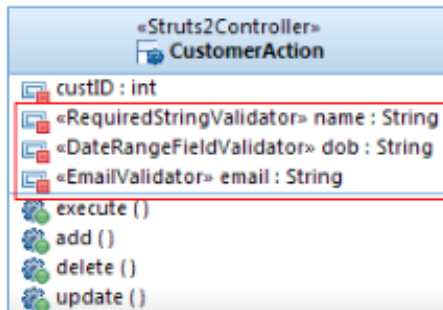 «Struts2Controller»
CustomerAction
custID : int
«RequiredStringValidator» name : String
«DateRangeFieldValidator» dob : String
«EmailValidator» email : String
execute ( )
add ( )
delete ( )
update ( )